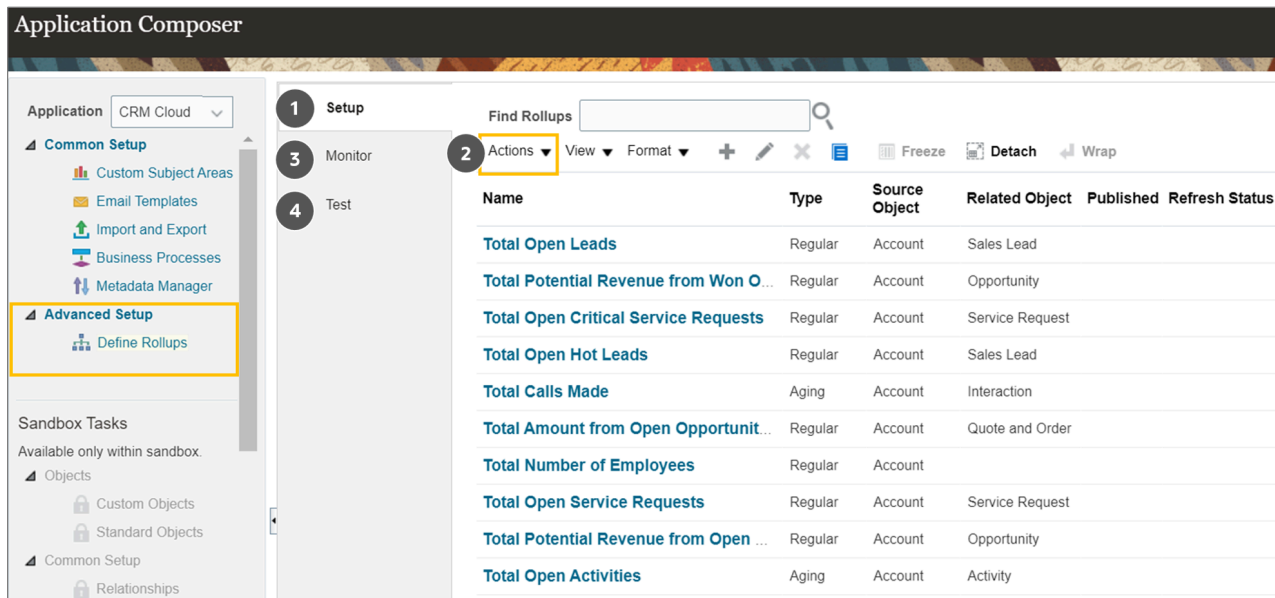 Application Composer
Application CRM Cloud
Common Setup
Custom Subject Areas
Email Templates
Import and Export
Business Processes
Metadata Manager
Advanced Setup
Define Rollups
Sandbox Tasks
Available only within sandbox.
Objects
Custom Objects
Standard Objects
Common Setup
Relationships
1 Setup
3 Monitor
4 Test
Find Rollups
2 Actions View Format Freeze Detach Wrap
Name Type Source Object Related Object Published Refresh Status
Total Open Leads Regular Account Sales Lead
Total Potential Revenue from Won O... Regular Account Opportunity
Total Open Critical Service Requests Regular Account Service Request
Total Open Hot Leads Regular Account Sales Lead
Total Calls Made Aging Account Interaction
Total Amount from Open Opportunit... Regular Account Quote and Order
Total Number of Employees Regular Account
Total Open Service Requests Regular Account Service Request
Total Potential Revenue from Open ... Regular Account Opportunity
Total Open Activities Aging Account Activity